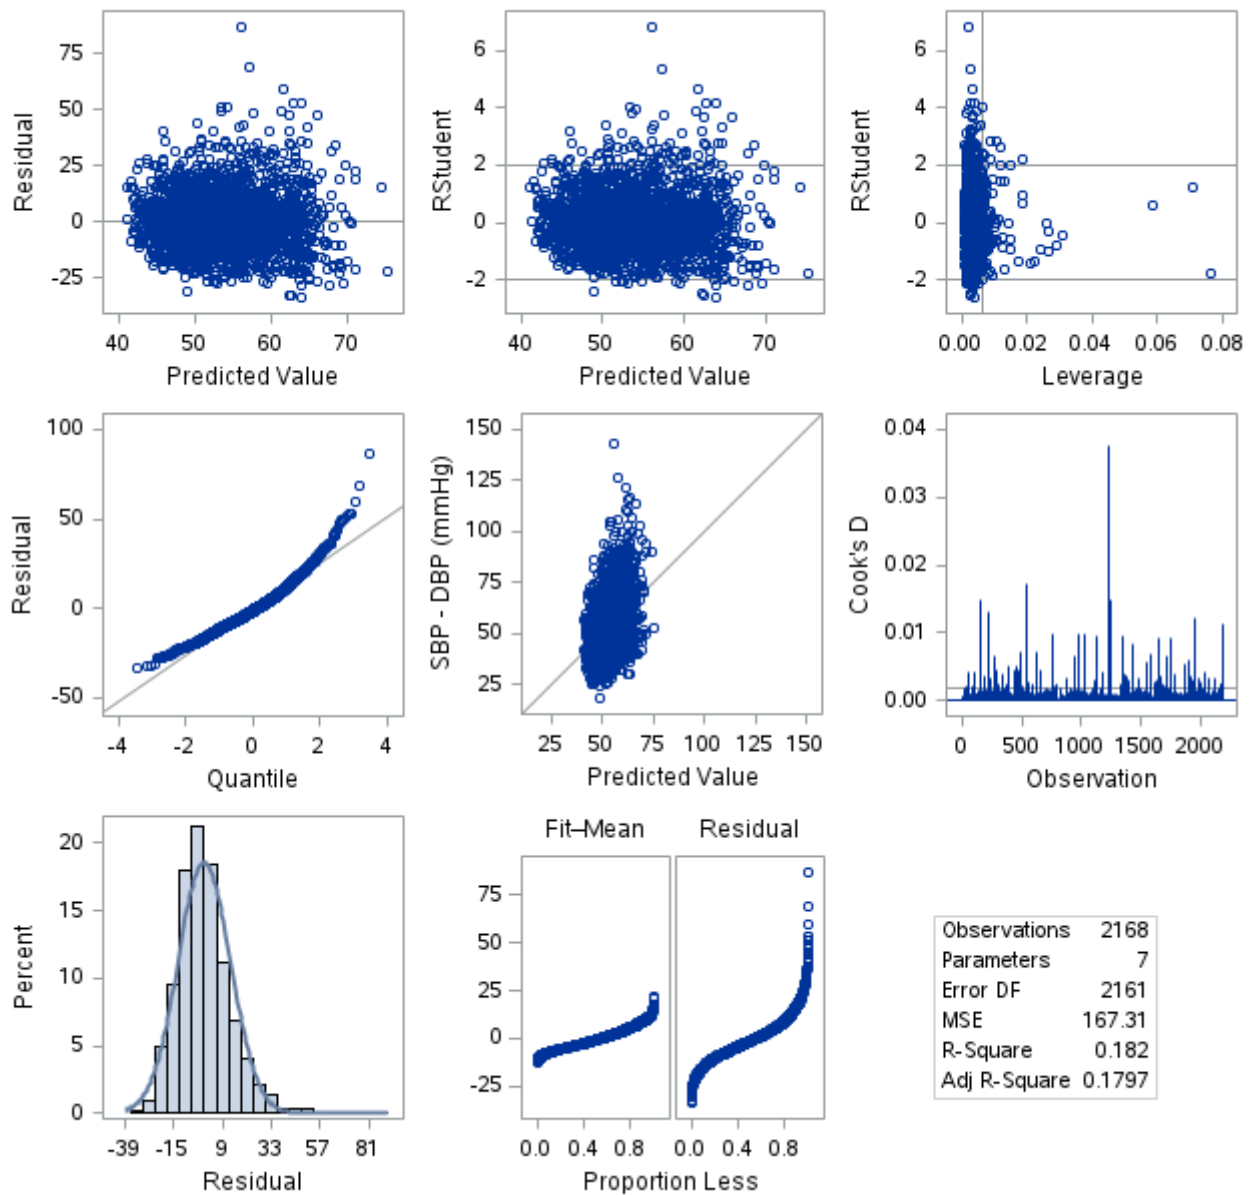 75
50
25
0
-25
Residual
40 50 60 70
Predicted Value
6
4
2
0
-2
RStudent
40 50 60 70
Predicted Value
6
4
2
0
-2
RStudent
0.00 0.02 0.04 0.06 0.08
Leverage
100
50
0
-50
Residual
-4 -2 0 2 4
Quantile
150
125
100
75
50
25
SBP - DBP (mmHg)
25 50 75 100 125 150
Predicted Value
0.04
0.03
0.02
0.01
0.00
Cook's D
0 500 1000 1500 2000
Observation
20
15
10
5
0
Percent
-39 -15 9 33 57 81
Residual
Fit–Mean Residual
75
50
25
0
-25
0.0 0.4 0.8 0.0 0.4 0.8
Proportion Less
Observations 2168
Parameters 7
Error DF 2161
MSE 167.31
R-Square 0.182
Adj R-Square 0.1797